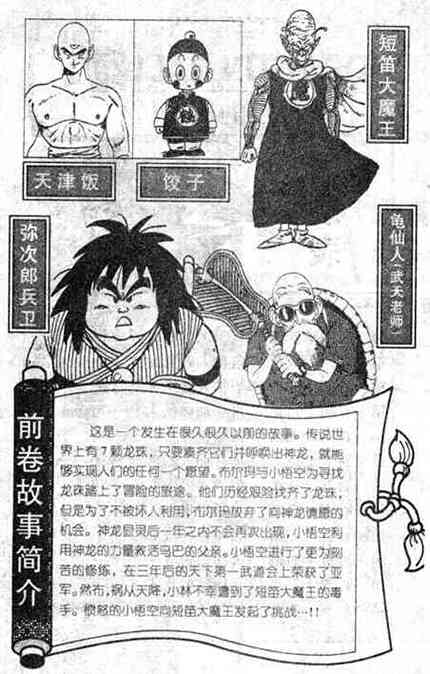 天津饭
饺子
短笛大魔王
弥次郎兵卫
龟仙人(武天老师)
前卷故事简介
这是一个发生在很久很久以前的故事。传说世
界上有7颗龙珠,只要凑齐它们并呼唤出神龙,就能
够实现人们的任何一个愿望。布尔玛与小悟空为寻找
龙珠踏上了冒险的旅途。他们历经艰险找齐了龙珠,
但是为了不被坏人利用,布尔玛放弃了向神龙请愿的
机会。神龙显灵后一年之内不会再次出现,小悟空利
用神龙的力量救活乌巴的父亲。小悟空进行了更为刻
苦的修练,在三年后的天下第一武道会上荣获了亚
军。然而,祸从天降,小林不幸遭到了短笛大魔王的毒
手。愤怒的小悟空向短笛大魔王发起了挑战…!!